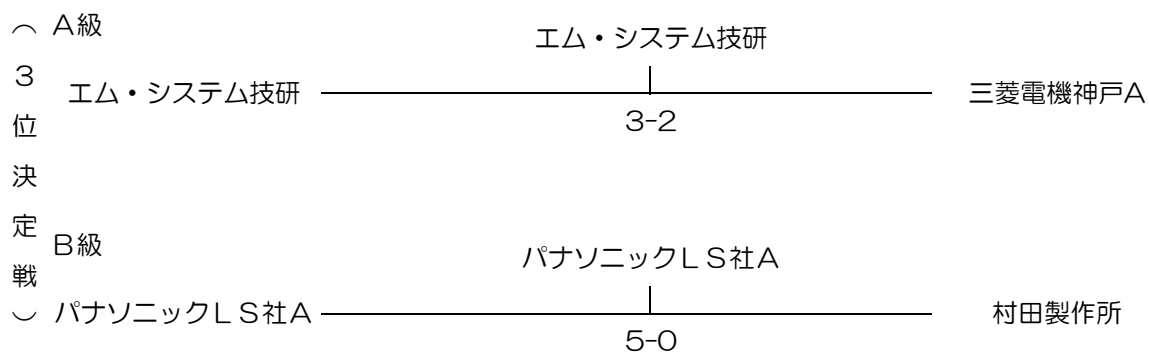 （３位決定戦）
Ａ級
エム・システム技研
エム・システム技研 三菱電機神戸Ａ
3-2
Ｂ級
パナソニックＬＳ社Ａ
パナソニックＬＳ社Ａ 村田製作所
5-0